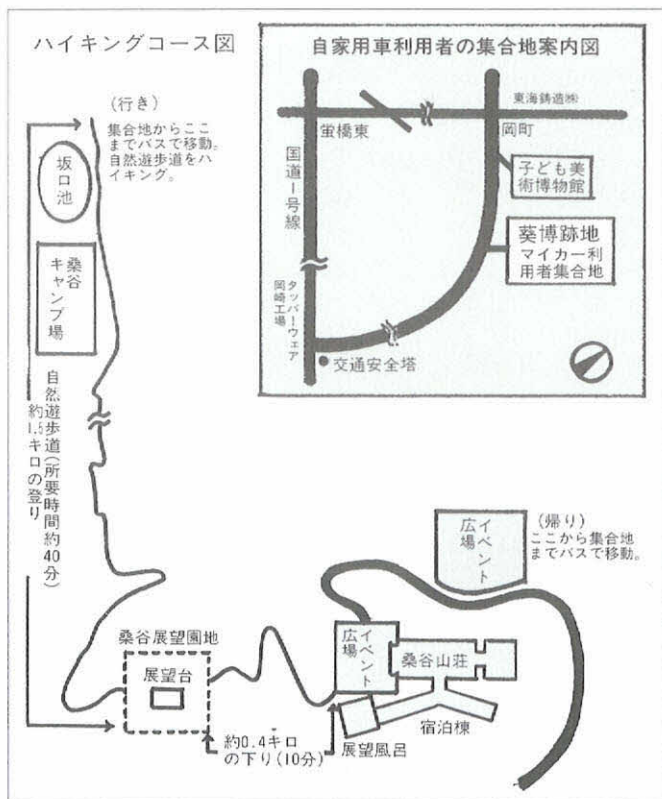 ハイキングコース図
(行き)
集合地からここ
までバスで移動。
自然遊歩道をハ
イキング。
坂口池
桑谷
キャンプ場
自然遊歩道(所要時間約40分)
約1.5キロの登り
桑谷展望園地
展望台
約0.4キロ
の下り(10分)
イベント
広場
桑谷山荘
宿泊棟
展望風呂
イベント
広場
(帰り)
ここから集合地
までバスで移動。
自家用車利用者の集合地案内図
東海鋳造㈱
蛍橋東
岡町
国道1号線
子ども美
術博物館
葵博跡地
マイカー利
用者集合地
タッパーウェア
岡崎工場
交通安全塔